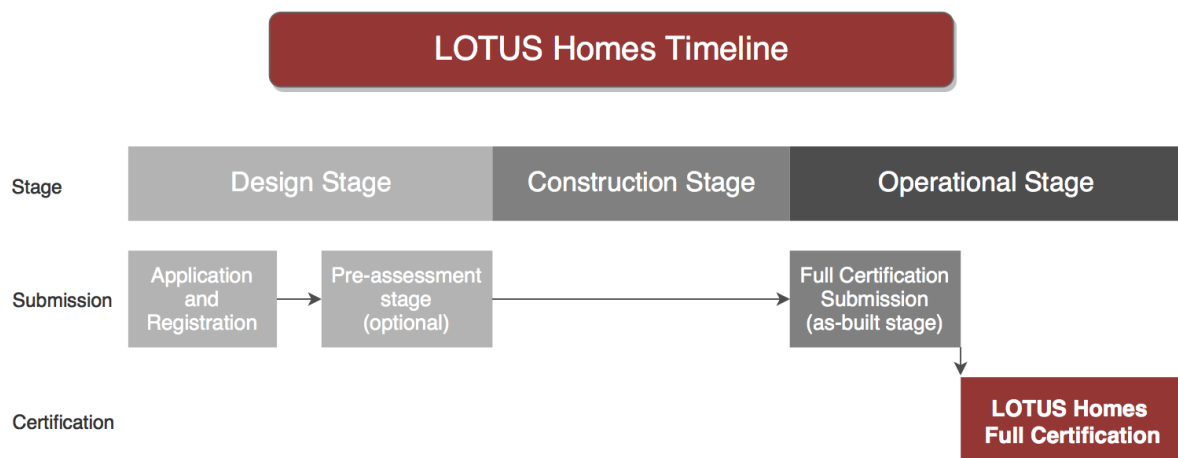 LOTUS Homes Timeline
Stage
Design Stage
Construction Stage
Operational Stage
Submission
Application
and
Registration
Pre-assessment
stage
(optional)
Full Certification
Submission
(as-built stage)
Certification
LOTUS Homes
Full Certification